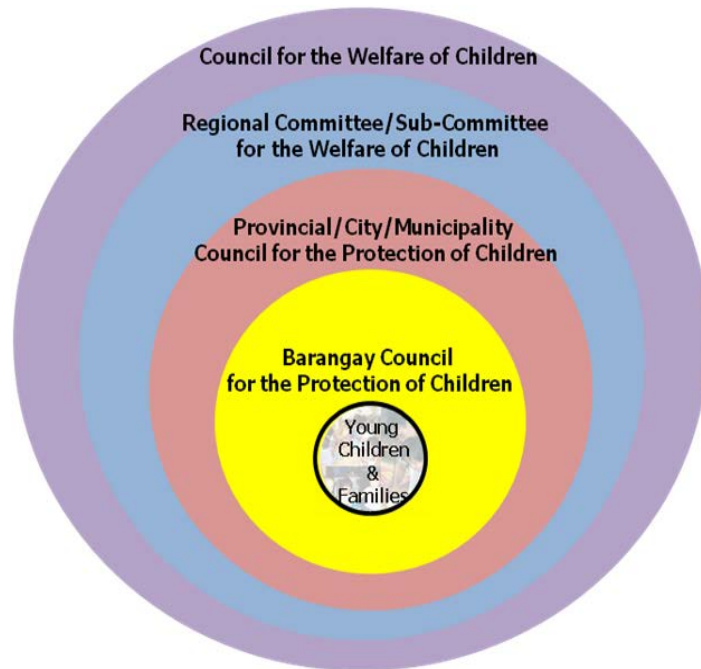 Council for the Welfare of Children
Regional Committee/Sub-Committee
for the Welfare of Children
Provincial/City/Municipality
Council for the Protection of Children
Barangay Council
for the Protection of Children
Young
Children
&
Families